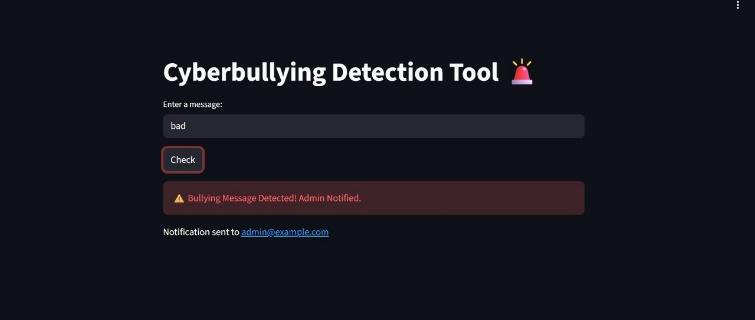 Cyberbullying Detection Tool 🚨
Enter a message:
bad
Check
⚠️ Bullying Message Detected! Admin Notified.
Notification sent to admin@example.com